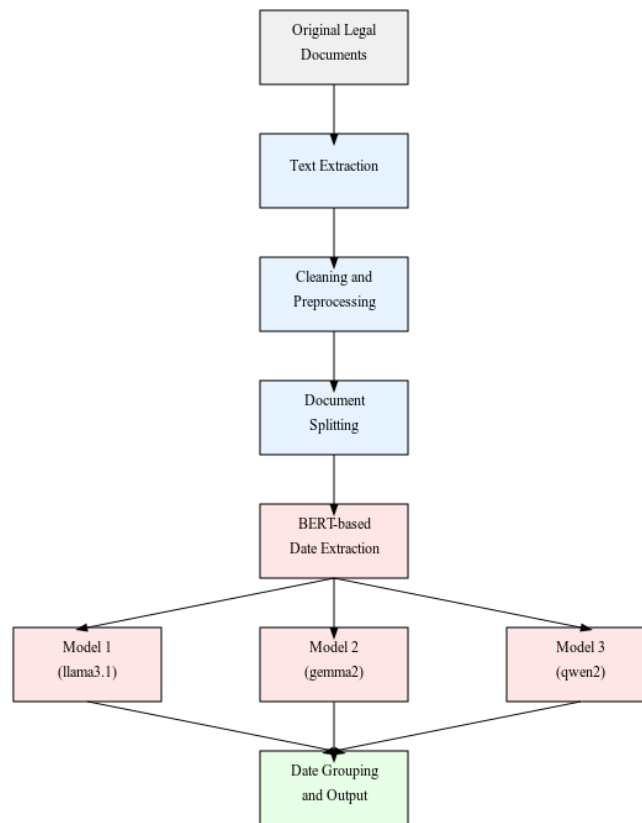 Original Legal
Documents
Text Extraction
Cleaning and
Preprocessing
Document
Splitting
BERT-based
Date Extraction
Model 1
(llama3.1)
Model 2
(gemma2)
Model 3
(qwen2)
Date Grouping
and Output